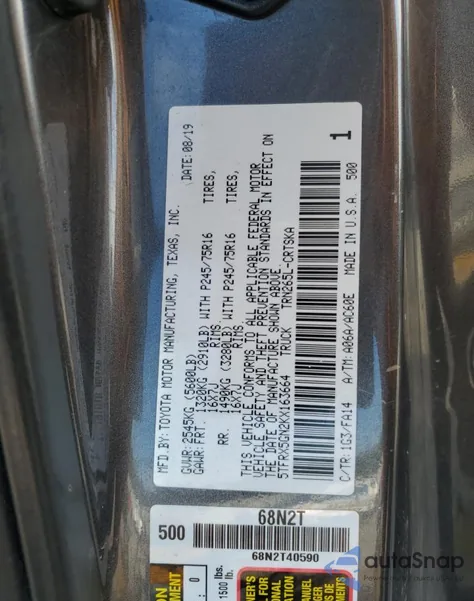 MFD.BY: TOYOTA MOTOR MANUFACTURING, TEXAS, INC. DATE: 08/19
GVWR: 2545KG (5600LB)
GAWR: FRT. 1320KG (2910LB) WITH P245/75R16 TIRES,
16X7J RIMS
RR. 1490KG (3280LB) WITH P245/75R16 TIRES,
16X7J RIMS
THIS VEHICLE CONFORMS TO ALL APPLICABLE FEDERAL MOTOR
VEHICLE SAFETY AND THEFT PREVENTION STANDARDS IN EFFECT ON
THE DATE OF MANUFACTURE SHOWN ABOVE.
5TFRX5GN2KX163664 TRUCK TRN265L-CRTSKA
C/TR: 1G3/FA14 A/TM-A06A/AC60E MADE IN U.S.A. 500
1
68N2T
500
68N2T40590
1500 lbs.
autoSnap